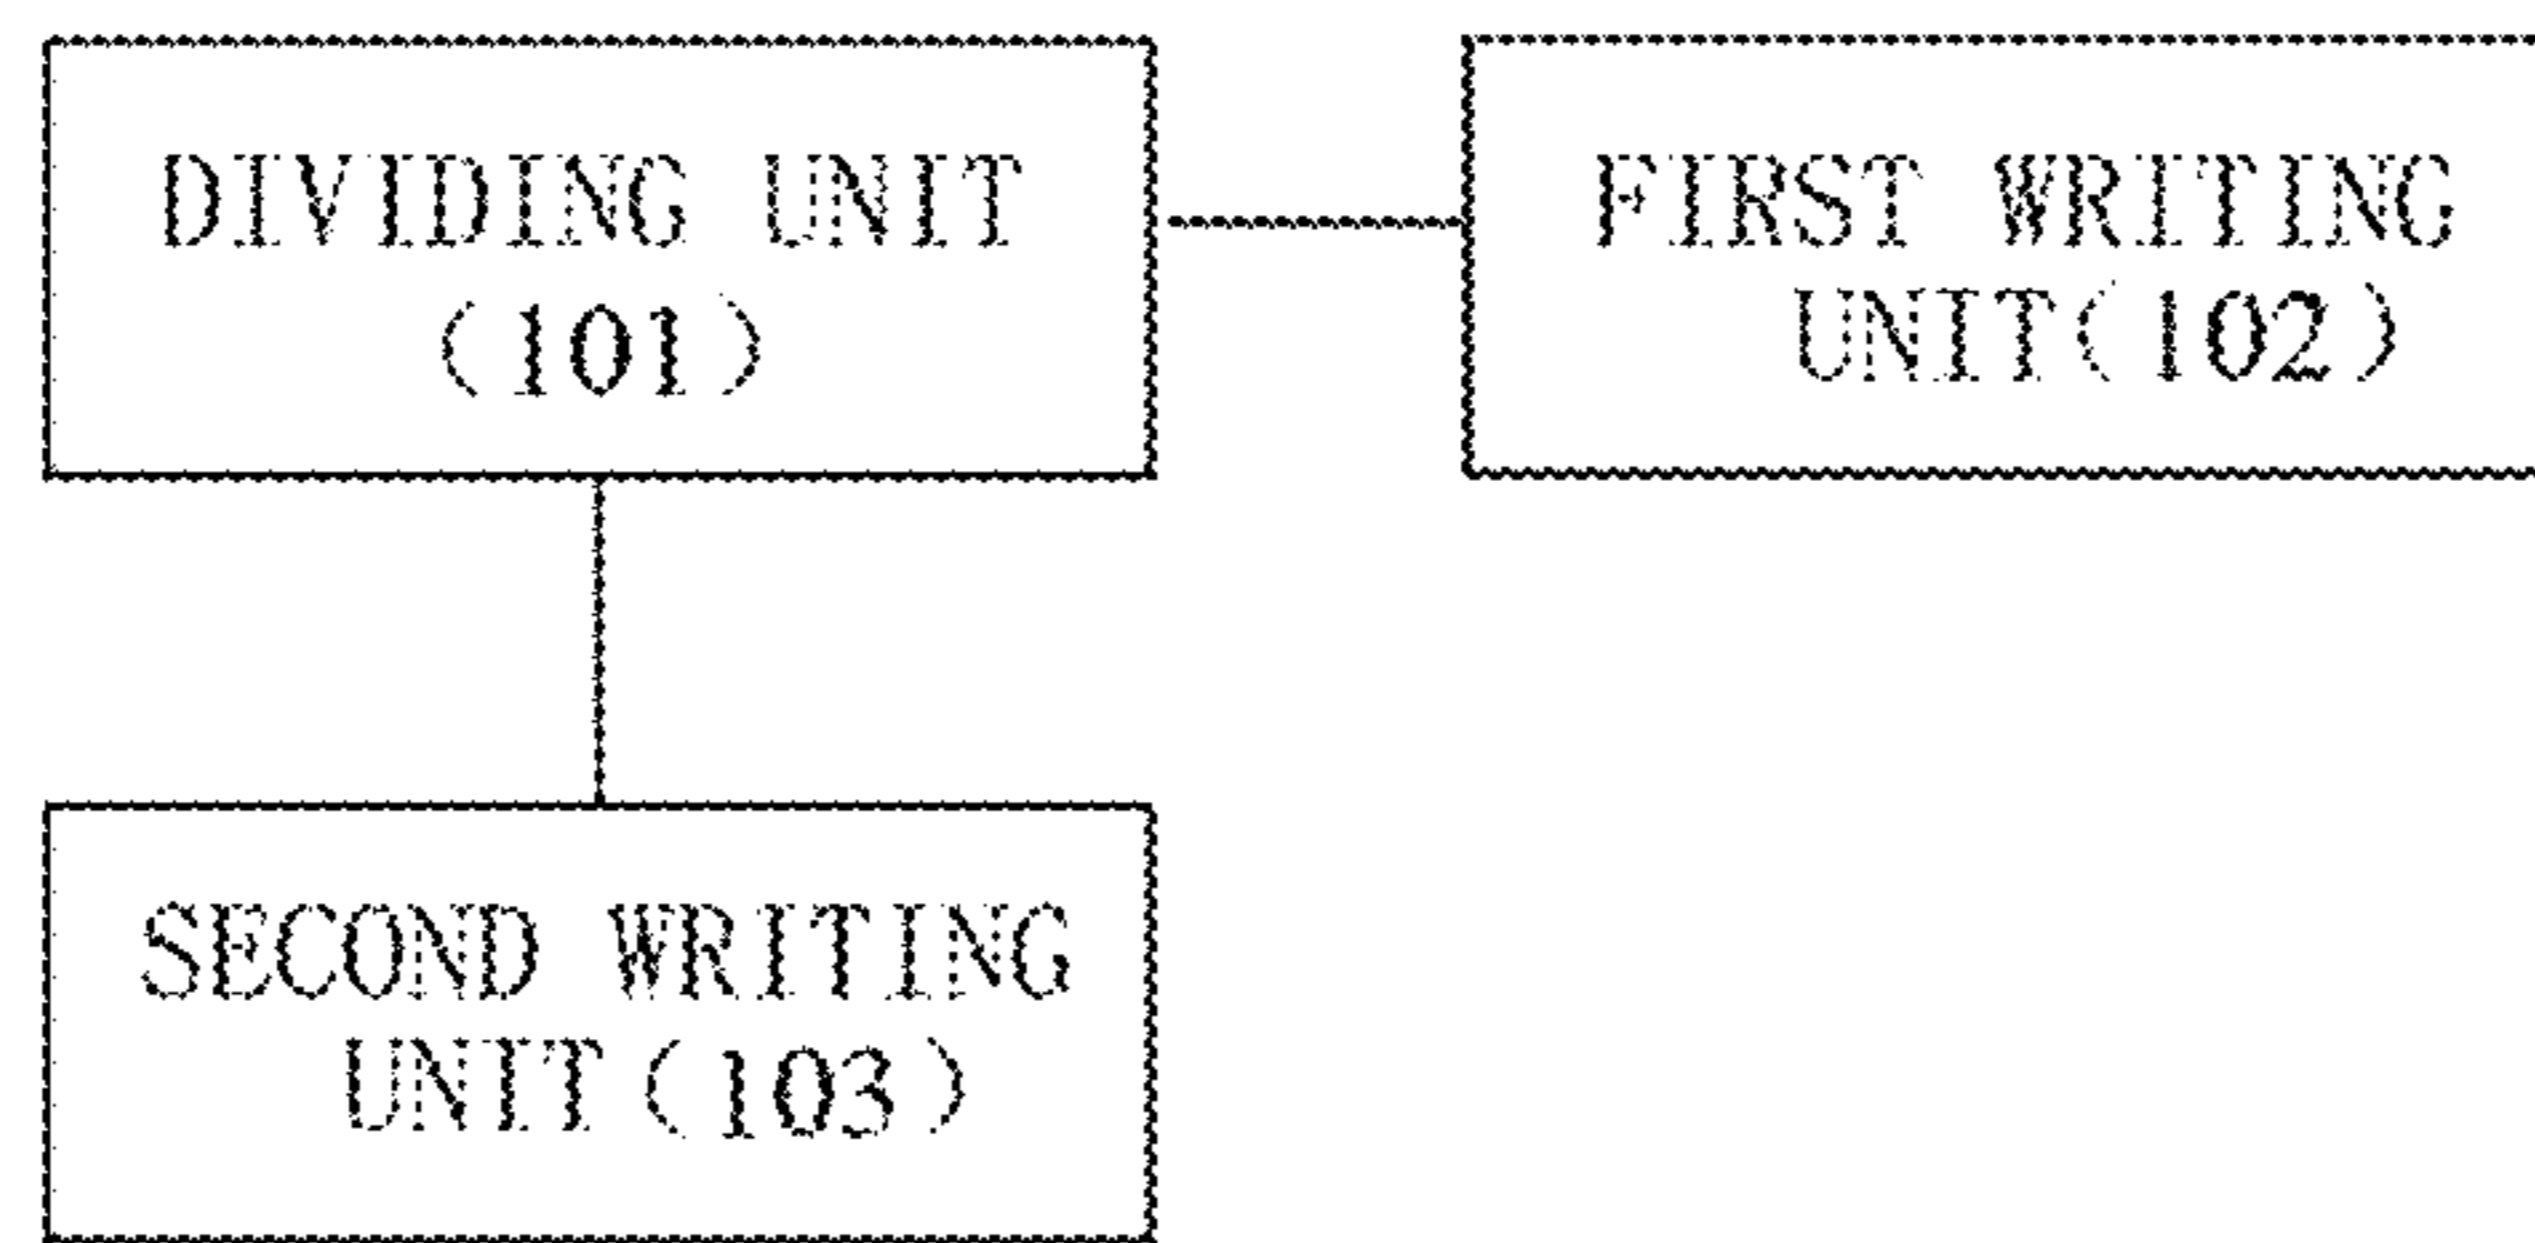 DIVIDING UNIT
(101)
FIRST WRITING
UNIT(102)
SECOND WRITING
UNIT(103)